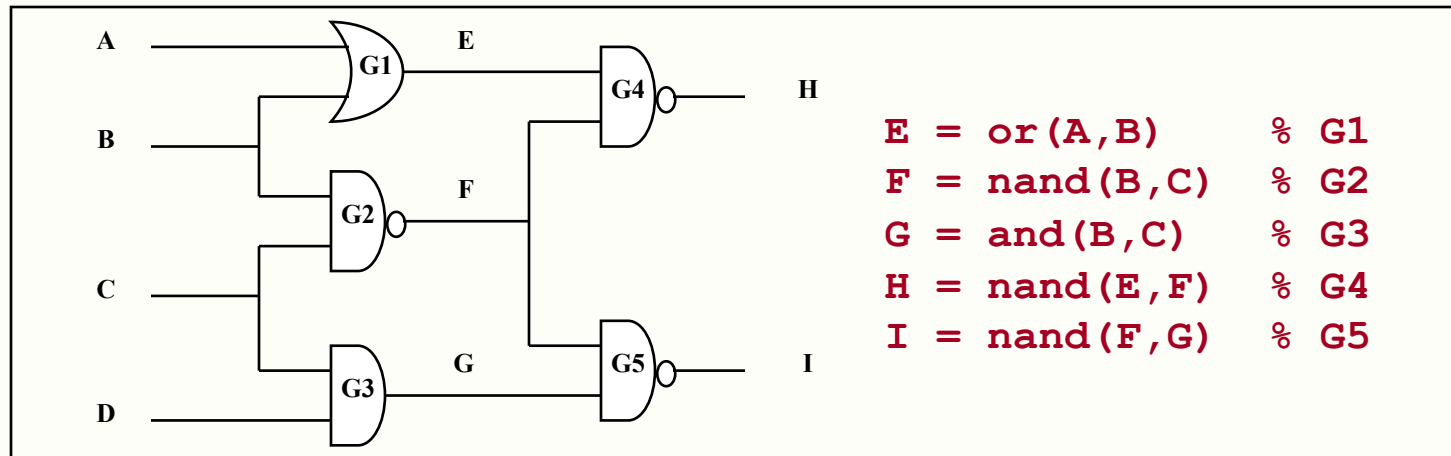 A
E
G1
G4
H
B
F
G2
C
G
G5
I
G3
D
E = or(A,B) % G1
F = nand(B,C) % G2
G = and(B,C) % G3
H = nand(E,F) % G4
I = nand(F,G) % G5